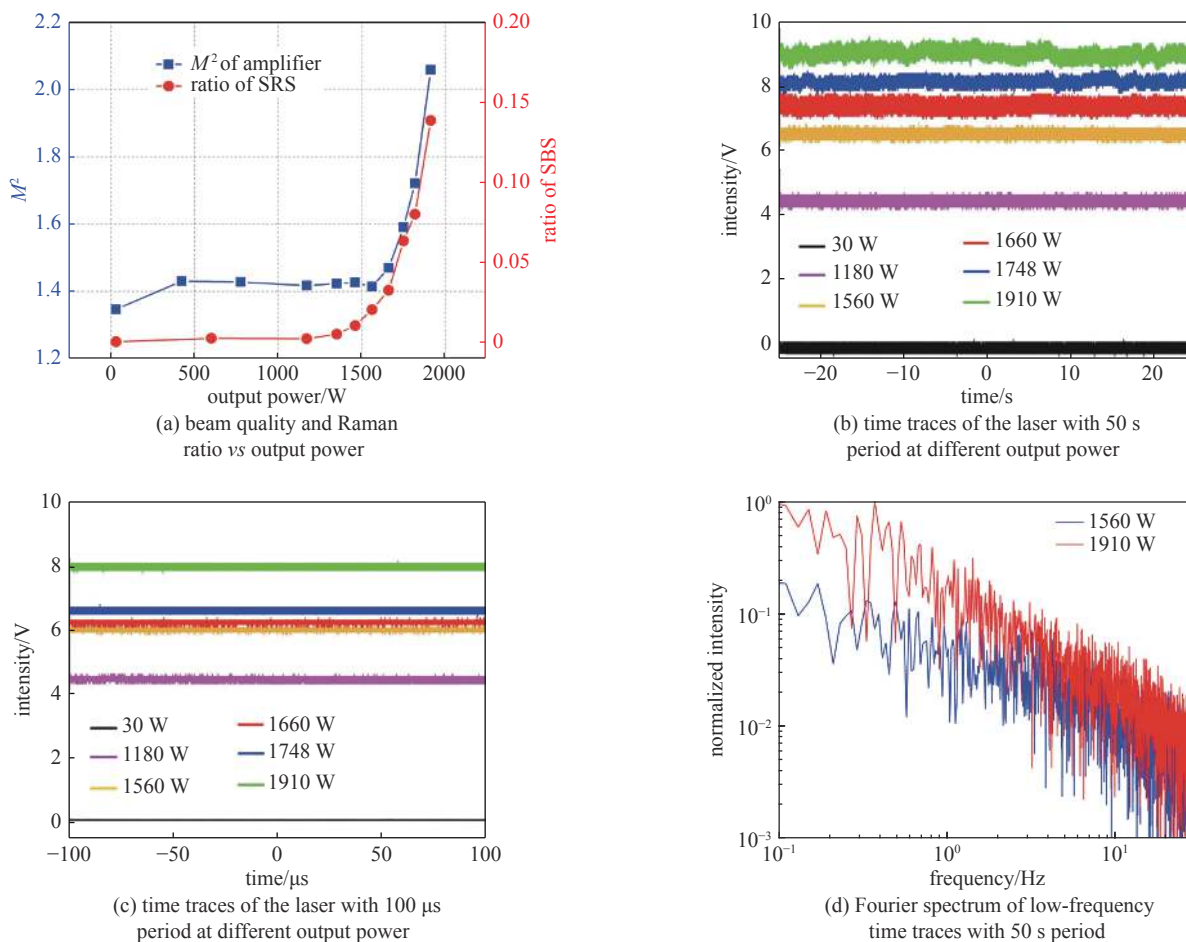 2.2
2.0
1.8
1.6
1.4
1.2
M²
0.20
0.15
0.10
0.05
0
ratio of SBS
M² of amplifier
ratio of SRS
0 500 1000 1500 2000
output power/W
(a) beam quality and Raman
ratio vs output power
10
8
6
4
2
0
intensity/V
30 W 1660 W
1180 W 1748 W
1560 W 1910 W
−20 −10 0 10 20
time/s
(b) time traces of the laser with 50 s
period at different output power
10
8
6
4
2
0
intensity/V
30 W 1660 W
1180 W 1748 W
1560 W 1910 W
−100 −50 0 50 100
time/μs
(c) time traces of the laser with 100 μs
period at different output power
10⁰
10⁻¹
10⁻²
10⁻³
normalized intensity
1560 W
1910 W
10⁻¹ 10⁰ 10¹
frequency/Hz
(d) Fourier spectrum of low-frequency
time traces with 50 s period